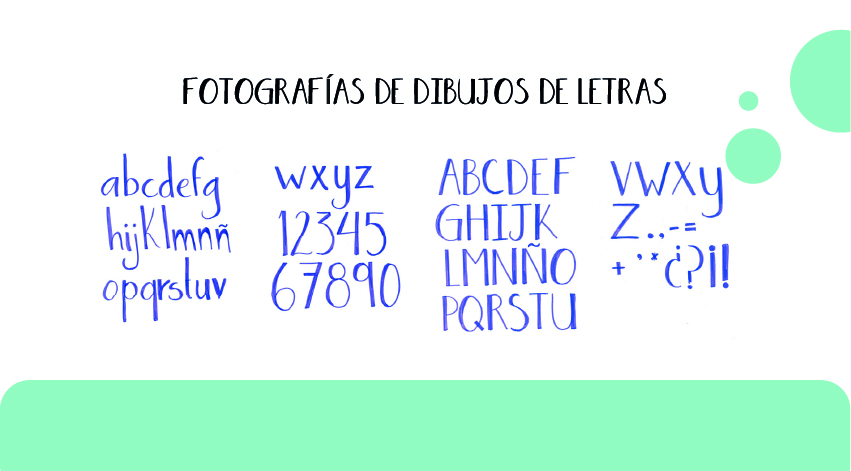 FOTOGRAFÍAS DE DIBUJOS DE LETRAS
abcdefg
hijklmnñ
opqrstuv
wxyz
12345
67890
ABCDEF
GHIJK
LMNÑO
PQRSTU
VWXy
Z..,-=
+ ' * ¿?¡!